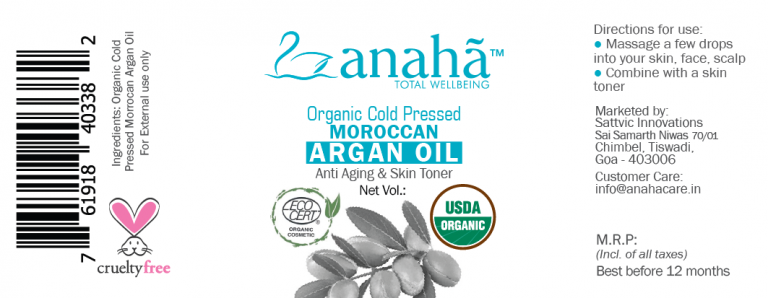 7 61918 40338 2
Ingredients: Organic Cold
Pressed Morrocan Argan Oil
For External use only
crueltyfree
anahã™
TOTAL WELLBEING
Organic Cold Pressed
MOROCCAN
ARGAN OIL
Anti Aging & Skin Toner
Net Vol.:
ECO
CERT
ORGANIC
COSMETIC
USDA
ORGANIC
Directions for use:
● Massage a few drops
into your skin, face, scalp
● Combine with a skin
toner
Marketed by:
Sattvic Innovations
Sai Samarth Niwas 70/01
Chimbel, Tiswadi,
Goa - 403006
Customer Care:
info@anahacare.in
M.R.P:
(Incl. of all taxes)
Best before 12 months